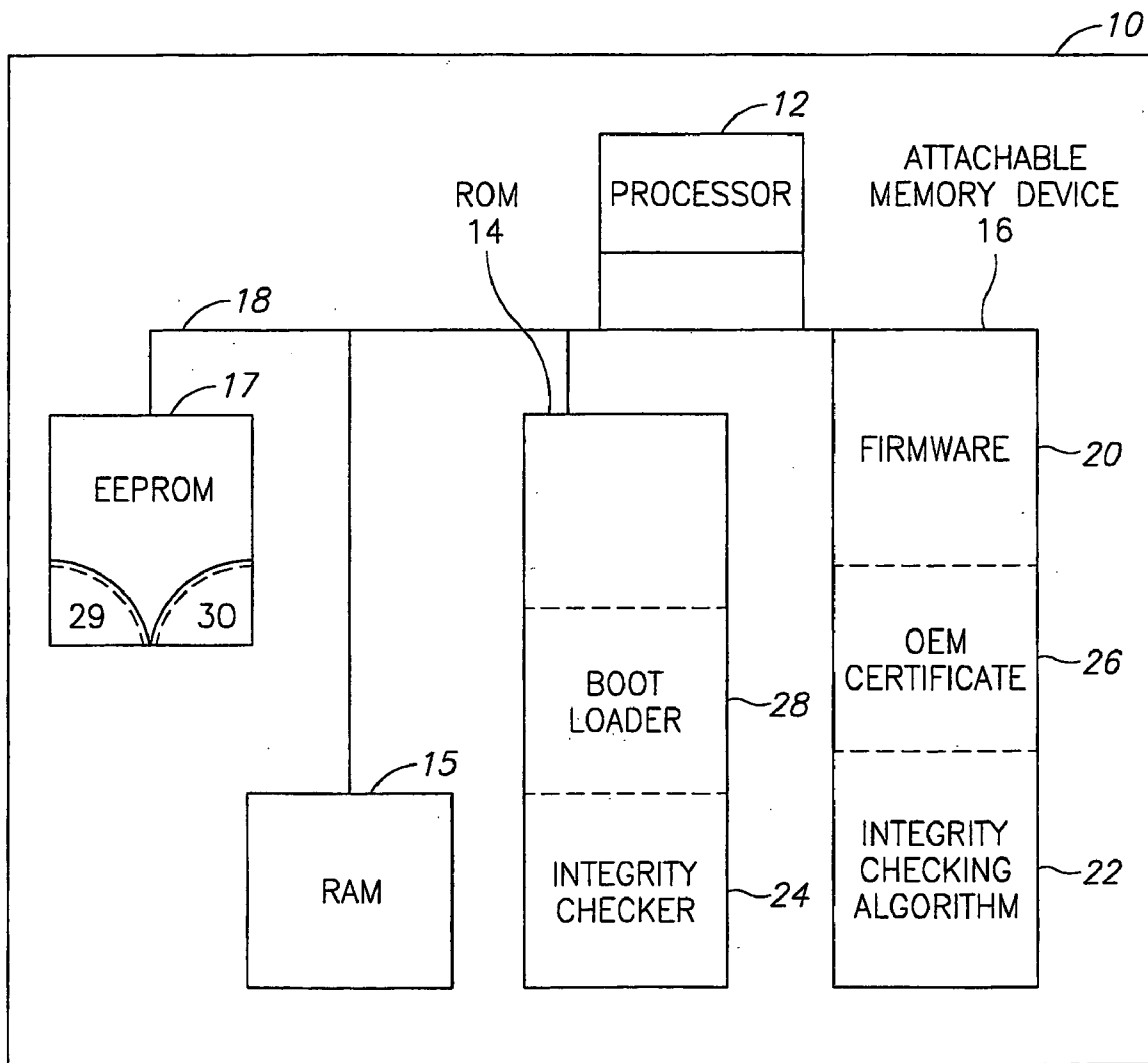 10
12
PROCESSOR
ATTACHABLE
MEMORY DEVICE
16
ROM
14
18
17
EEPROM
29
30
FIRMWARE
20
OEM
CERTIFICATE
26
BOOT
LOADER
28
15
RAM
INTEGRITY
CHECKER
24
INTEGRITY
CHECKING
ALGORITHM
22